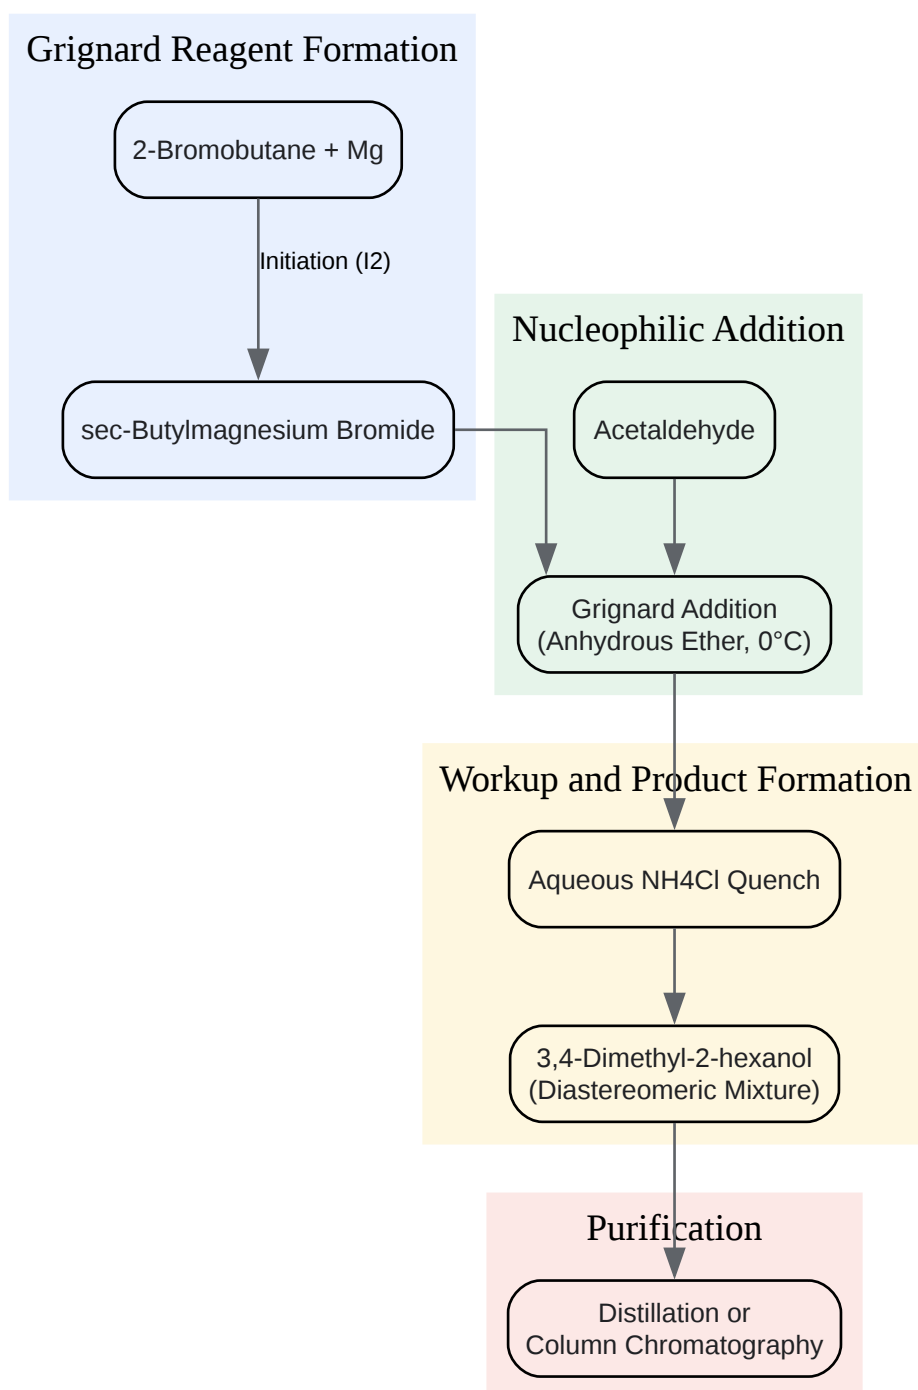 Grignard Reagent Formation
2-Bromobutane + Mg
Initiation (I2)
sec-Butylmagnesium Bromide
Nucleophilic Addition
Acetaldehyde
Grignard Addition
(Anhydrous Ether, 0°C)
Workup and Product Formation
Aqueous NH4Cl Quench
3,4-Dimethyl-2-hexanol
(Diastereomeric Mixture)
Purification
Distillation or
Column Chromatography